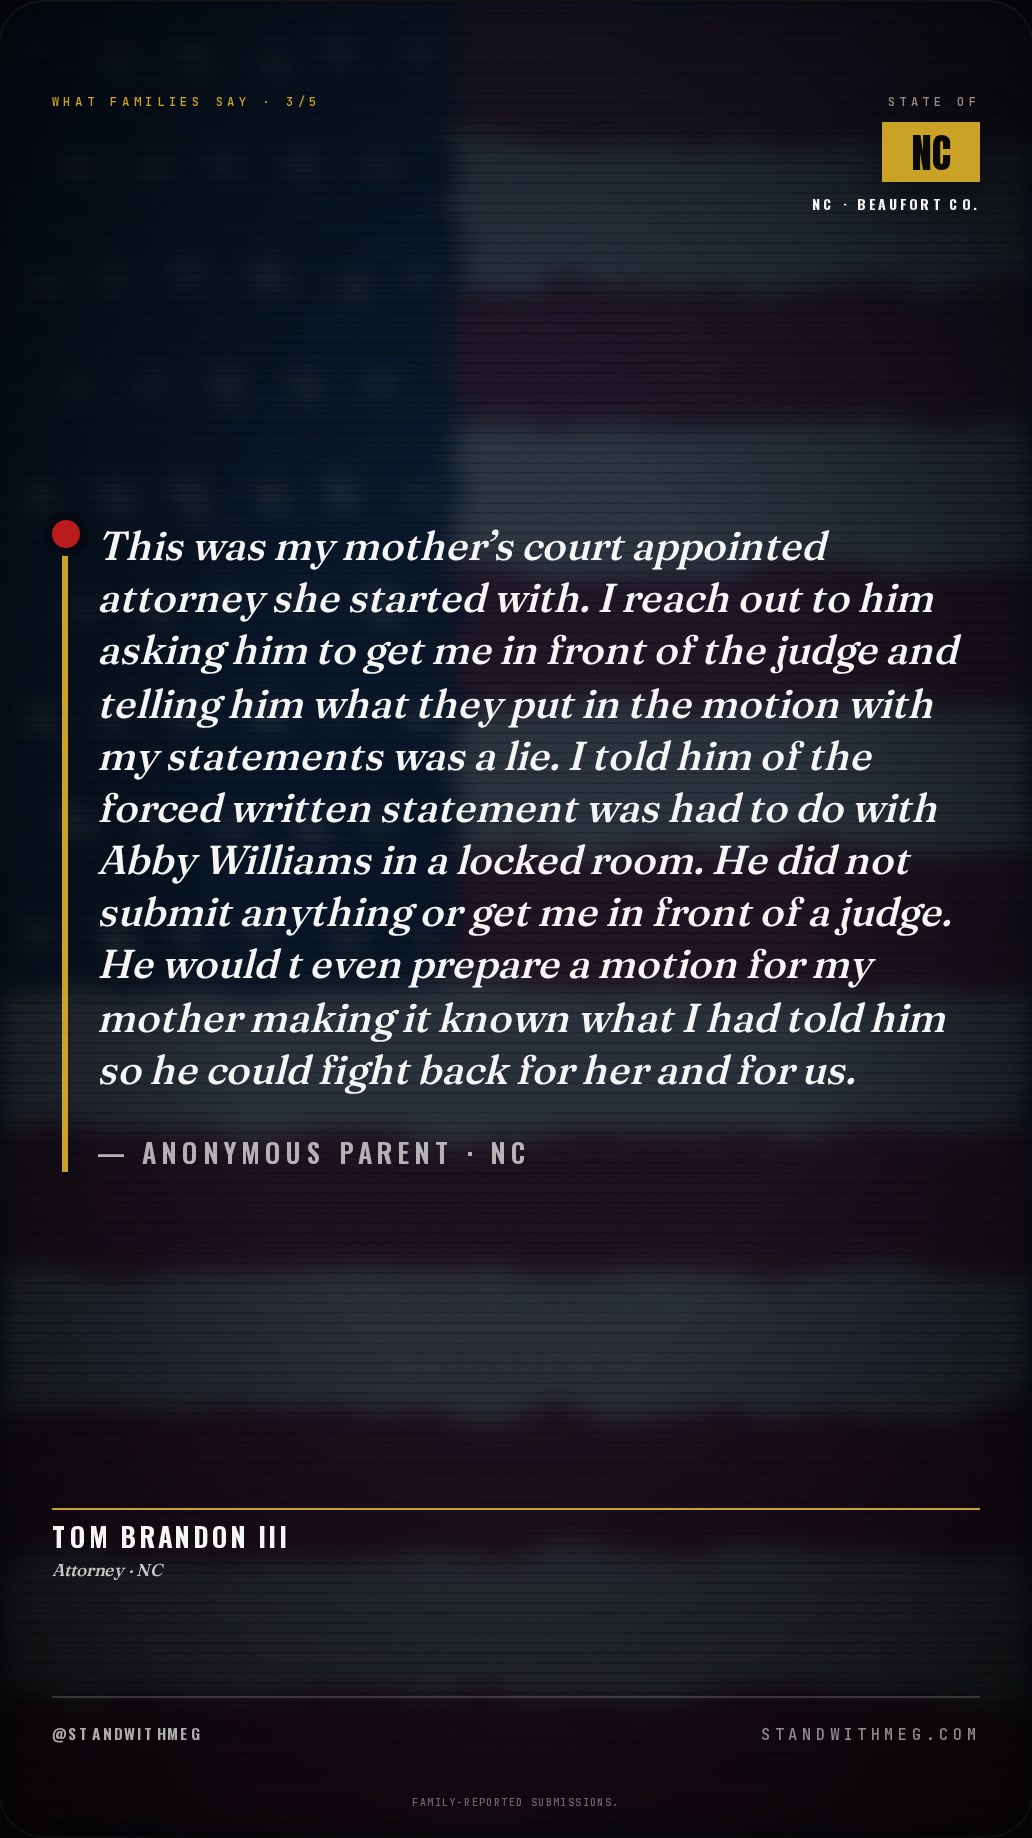 WHAT FAMILIES SAY · 3/5
STATE OF
NC
NC · BEAUFORT CO.
This was my mother’s court appointed
attorney she started with. I reach out to him
asking him to get me in front of the judge and
telling him what they put in the motion with
my statements was a lie. I told him of the
forced written statement was had to do with
Abby Williams in a locked room. He did not
submit anything or get me in front of a judge.
He would t even prepare a motion for my
mother making it known what I had told him
so he could fight back for her and for us.
— ANONYMOUS PARENT · NC
TOM BRANDON III
Attorney · NC
@STANDWITHMEG
STANDWITHMEG.COM
FAMILY-REPORTED SUBMISSIONS.